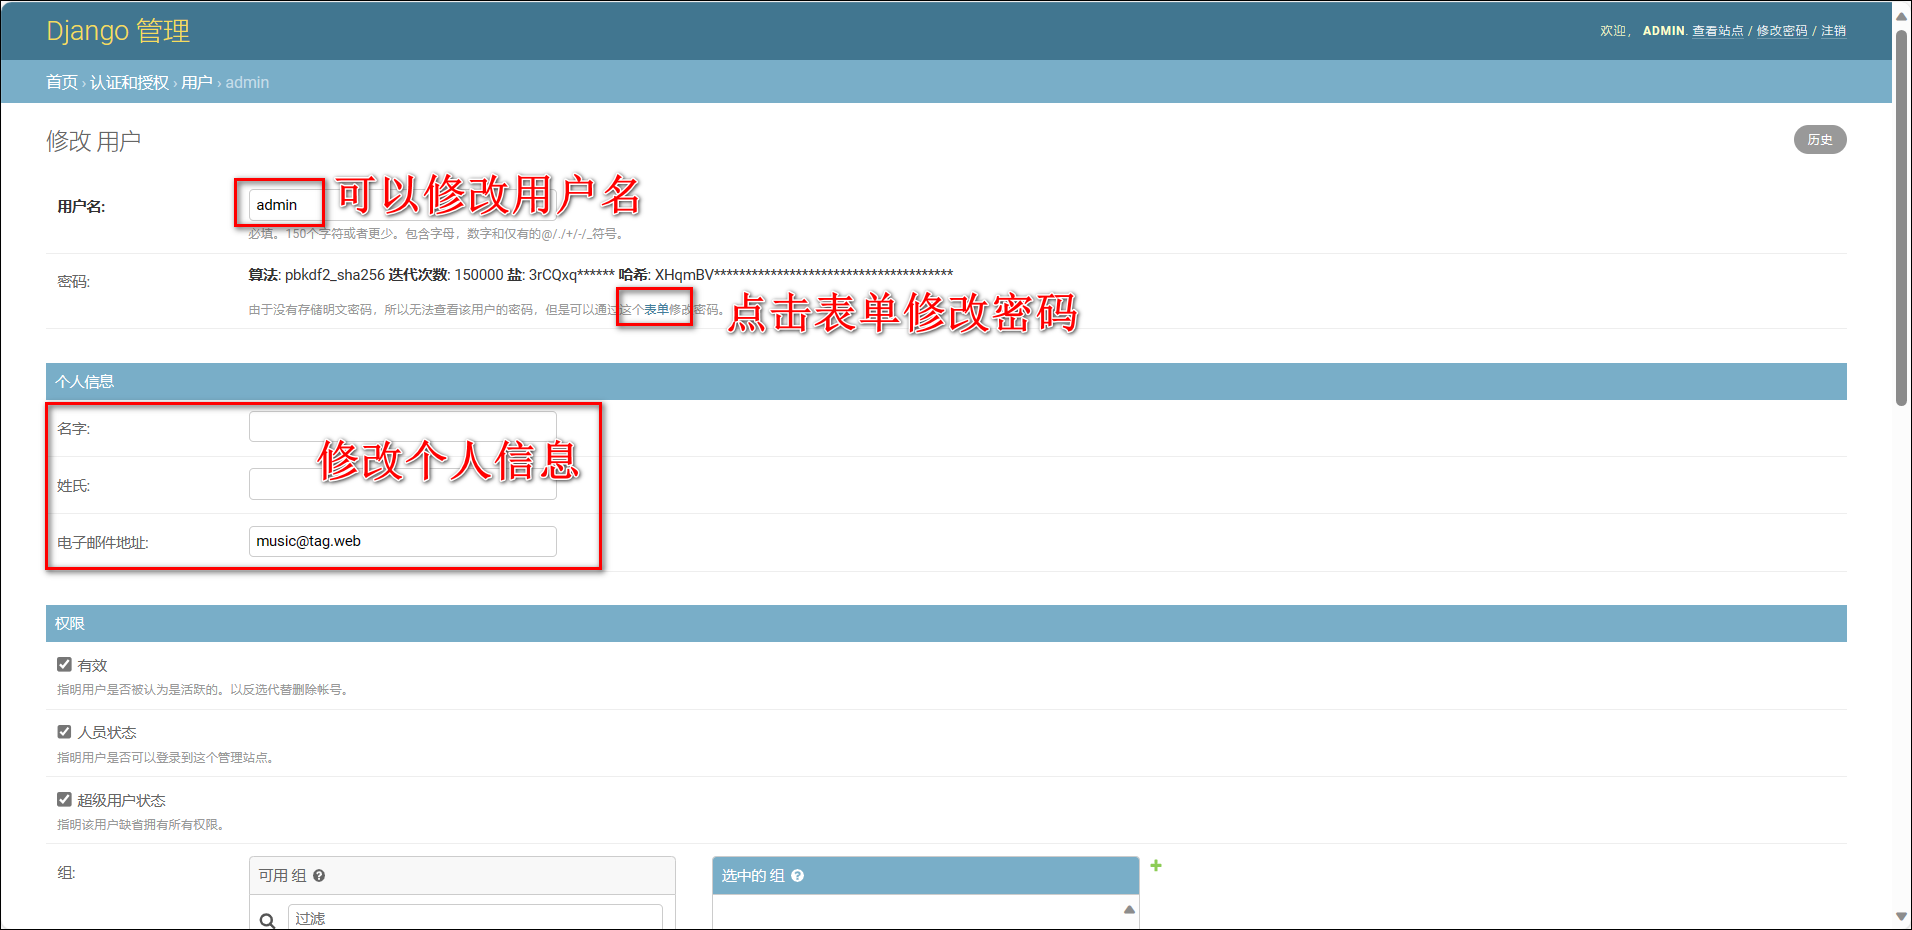 Django 管理
欢迎， ADMIN. 查看站点 / 修改密码 / 注销
首页 › 认证和授权 › 用户 › admin
修改 用户
历史
用户名:
admin
可以修改用户名
必填。150个字符或者更少。包含字母，数字和仅有的@/./+/-/_符号。
密码:
算法: pbkdf2_sha256 迭代次数: 150000 盐: 3rCQxq****** 哈希: XHqmBV**************************************
由于没有存储明文密码，所以无法查看该用户的密码，但是可以通过这个表单修改密码。
点击表单修改密码
个人信息
名字:
修改个人信息
姓氏:
电子邮件地址:
music@tag.web
权限
有效
指明用户是否被认为是活跃的。以反选代替删除帐号。
人员状态
指明用户是否可以登录到这个管理站点。
超级用户状态
指明该用户缺省拥有所有权限。
组:
可用 组
选中的 组
过滤